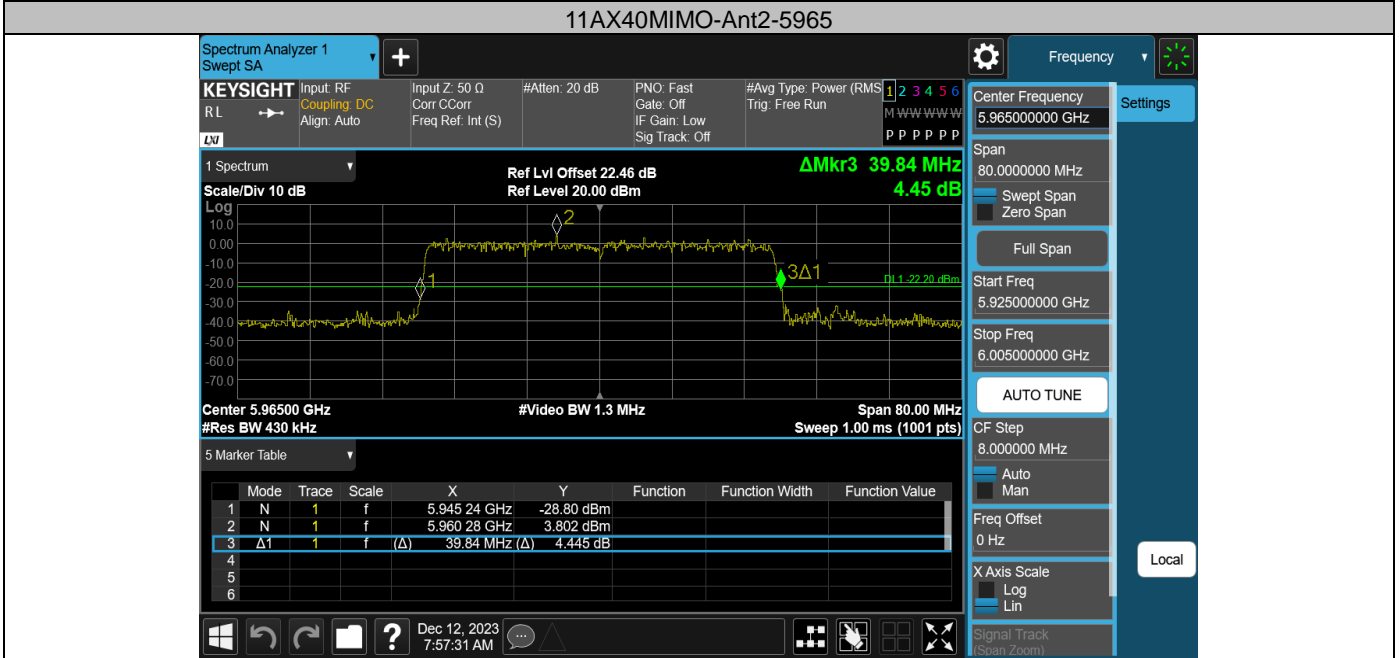 11AX40MIMO-Ant2-5965
Spectrum Analyzer 1
Swept SA
Frequency
KEYSIGHT
RL
LXI
Input: RF
Coupling: DC
Align: Auto
Input Z: 50 Ω
Corr CCorr
Freq Ref: Int (S)
#Atten: 20 dB
PNO: Fast
Gate: Off
IF Gain: Low
Sig Track: Off
#Avg Type: Power (RMS
Trig: Free Run
1 2 3 4 5 6
M W W W W W
P P P P P P
1 Spectrum
Scale/Div 10 dB
Ref Lvl Offset 22.46 dB
Ref Level 20.00 dBm
ΔMkr3 39.84 MHz
4.45 dB
Log
10.0
0.00
-10.0
-20.0
-30.0
-40.0
-50.0
-60.0
-70.0
1
2
3Δ1
DL1 -22.20 dBm
Center 5.96500 GHz
#Video BW 1.3 MHz
Span 80.00 MHz
#Res BW 430 kHz
Sweep 1.00 ms (1001 pts)
5 Marker Table
Mode Trace Scale X Y Function Function Width Function Value
1 N 1 f 5.945 24 GHz -28.80 dBm
2 N 1 f 5.960 28 GHz 3.802 dBm
3 Δ1 1 f (Δ) 39.84 MHz (Δ) 4.445 dB
4
5
6
Dec 12, 2023
7:57:31 AM
Center Frequency
5.965000000 GHz
Settings
Span
80.0000000 MHz
Swept Span
Zero Span
Full Span
Start Freq
5.925000000 GHz
Stop Freq
6.005000000 GHz
AUTO TUNE
CF Step
8.000000 MHz
Auto
Man
Freq Offset
0 Hz
X Axis Scale
Log
Lin
Local
Signal Track
(Span Zoom)